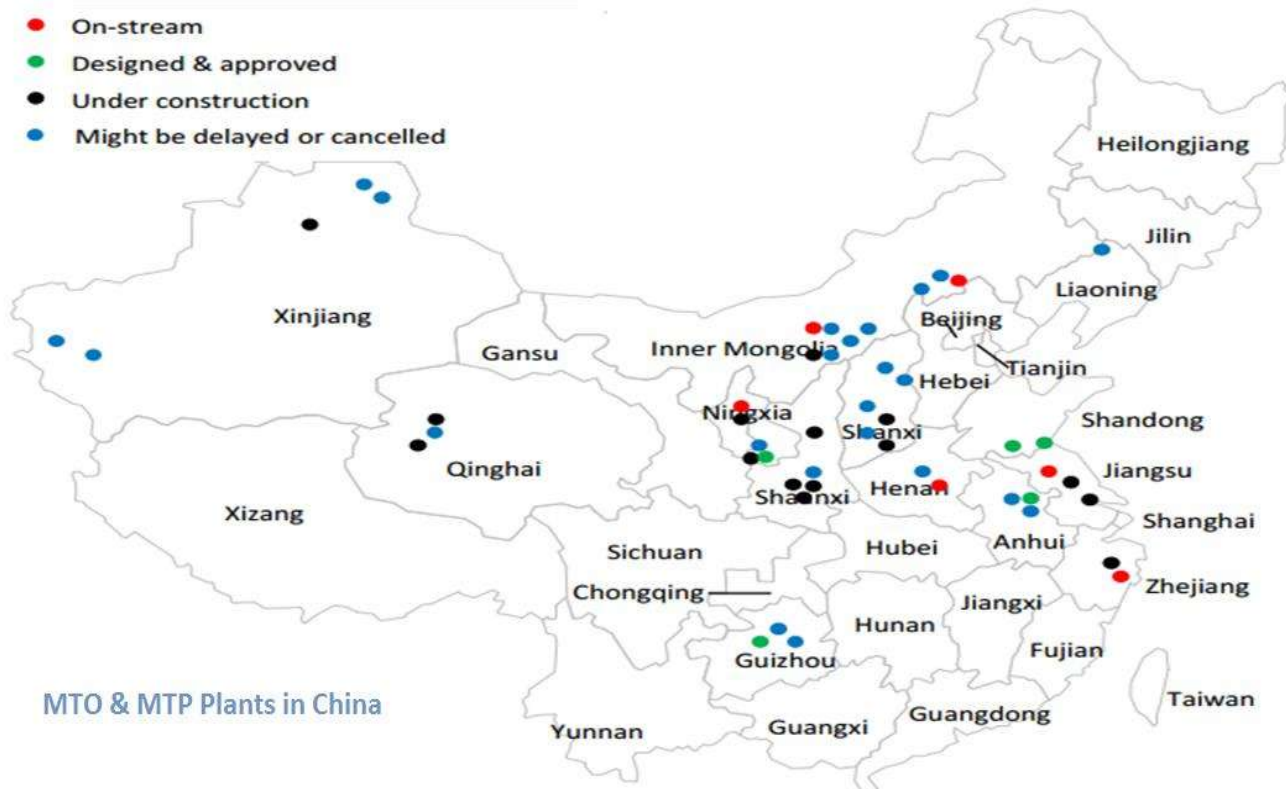 On-stream
Designed & approved
Under construction
Might be delayed or cancelled
Heilongjiang
Jilin
Liaoning
Xinjiang
Beijing
Gansu
Inner Mongolia
Tianjin
Hebei
Ningxia
Shanxi
Shandong
Qinghai
Jiangsu
Shaanxi
Henan
Xizang
Shanghai
Sichuan
Hubei
Anhui
Chongqing
Zhejiang
Jiangxi
Hunan
Guizhou
Fujian
MTO & MTP Plants in China
Taiwan
Yunnan
Guangxi
Guangdong